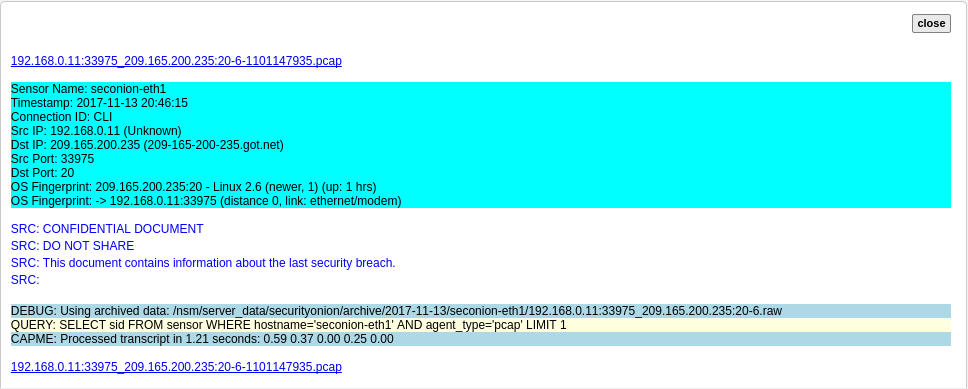 close
192.168.0.11:33975_209.165.200.235:20-6-1101147935.pcap
Sensor Name: seconion-eth1
Timestamp: 2017-11-13 20:46:15
Connection ID: CLI
Src IP: 192.168.0.11 (Unknown)
Dst IP: 209.165.200.235 (209-165-200-235.got.net)
Src Port: 33975
Dst Port: 20
OS Fingerprint: 209.165.200.235:20 - Linux 2.6 (newer, 1) (up: 1 hrs)
OS Fingerprint: -> 192.168.0.11:33975 (distance 0, link: ethernet/modem)
SRC: CONFIDENTIAL DOCUMENT
SRC: DO NOT SHARE
SRC: This document contains information about the last security breach.
SRC:
DEBUG: Using archived data: /nsm/server_data/securityonion/archive/2017-11-13/seconion-eth1/192.168.0.11:33975_209.165.200.235:20-6.raw
QUERY: SELECT sid FROM sensor WHERE hostname='seconion-eth1' AND agent_type='pcap' LIMIT 1
CAPME: Processed transcript in 1.21 seconds: 0.59 0.37 0.00 0.25 0.00
192.168.0.11:33975_209.165.200.235:20-6-1101147935.pcap